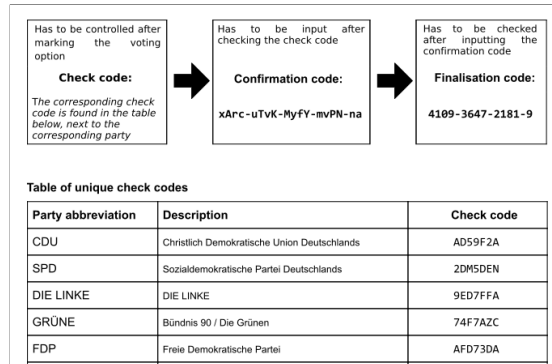 Has to be controlled after
marking the voting
option
Check code:
The corresponding check
code is found in the table
below, next to the
corresponding party
Has to be input after
checking the check code
Confirmation code:
xArc-uTvK-MyfY-mvPN-na
Has to be checked
after inputting the
confirmation code
Finalisation code:
4109-3647-2181-9
Table of unique check codes
Party abbreviation Description Check code
CDU Christlich Demokratische Union Deutschlands AD59F2A
SPD Sozialdemokratische Partei Deutschlands 2DM5DEN
DIE LINKE DIE LINKE 9ED7FFA
GRÜNE Bündnis 90 / Die Grünen 74F7AZC
FDP Freie Demokratische Partei AFD73DA